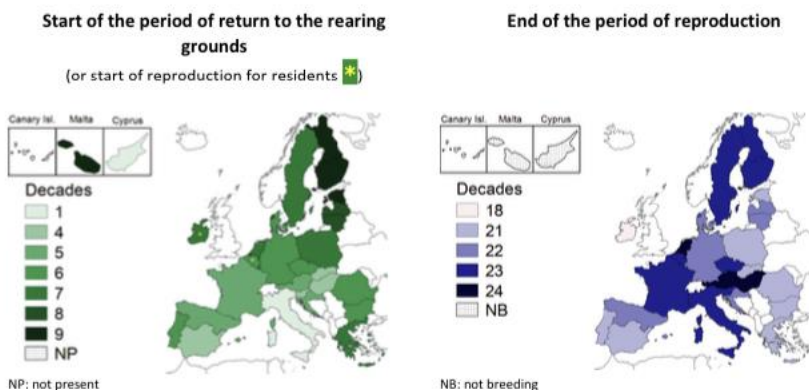 Start of the period of return to the rearing
grounds
(or start of reproduction for residents *)
Canary Isl. Malta Cyprus
Decades
1
4
5
6
7
8
9
NP
NP: not present
End of the period of reproduction
Canary Isl. Malta Cyprus
Decades
18
21
22
23
24
NB
NB: not breeding